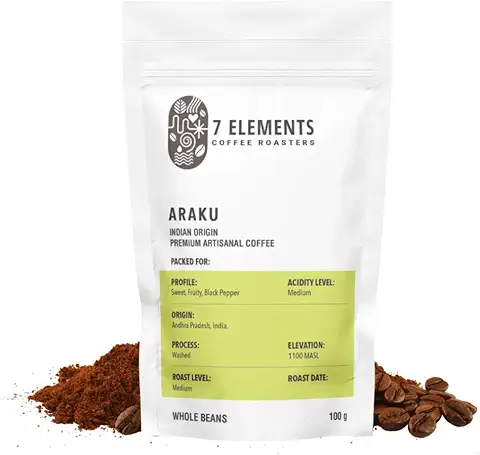 7 ELEMENTS
COFFEE ROASTERS
ARAKU
INDIAN ORIGIN
PREMIUM ARTISANAL COFFEE
PACKED FOR:
PROFILE:
Sweet, Fruity, Black Pepper
ACIDITY LEVEL:
Medium
ORIGIN:
Andhra Pradesh, India.
PROCESS:
Washed
ELEVATION:
1100 MASL
ROAST LEVEL:
Medium
ROAST DATE:
WHOLE BEANS
100 g